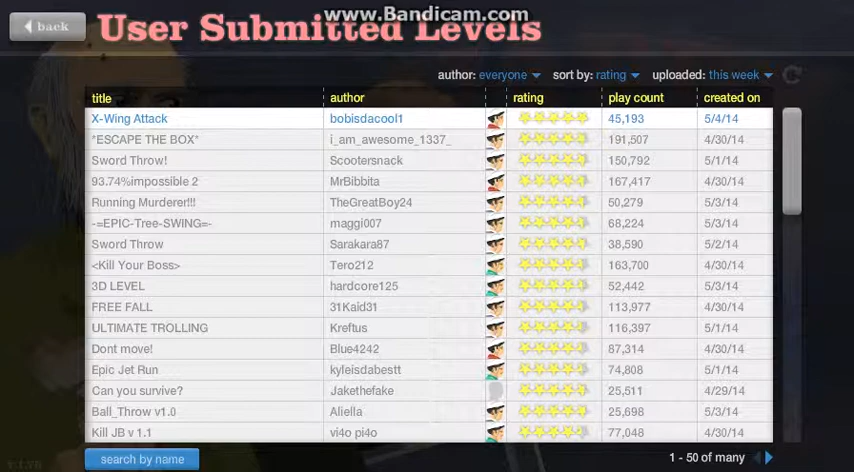 www.Bandicam.com
back
User Submitted Levels
author: everyone sort by: rating uploaded: this week
title author rating play count created on
X-Wing Attack bobisdacool1 45,193 5/4/14
*ESCAPE THE BOX* i_am_awesome_1337_ 191,507 4/30/14
Sword Throw! Scootersnack 150,792 5/1/14
93.74%impossible 2 MrBibbita 167,417 4/30/14
Running Murderer!!! TheGreatBoy24 50,279 5/3/14
-=EPIC-Tree-SWING=- maggi007 68,224 5/3/14
Sword Throw Sarakara87 38,590 5/2/14
<Kill Your Boss> Tero212 163,700 4/30/14
3D LEVEL hardcore125 52,442 5/3/14
FREE FALL 31Kaid31 113,977 4/30/14
ULTIMATE TROLLING Kreftus 116,397 5/1/14
Dont move! Blue4242 87,314 4/30/14
Epic Jet Run kyleisdabestt 74,808 5/1/14
Can you survive? Jakethefake 25,511 4/29/14
Ball_Throw v1.0 Aliella 25,698 5/3/14
Kill JB v 1.1 vi4o pi4o 77,048 4/30/14
search by name
1 - 50 of many